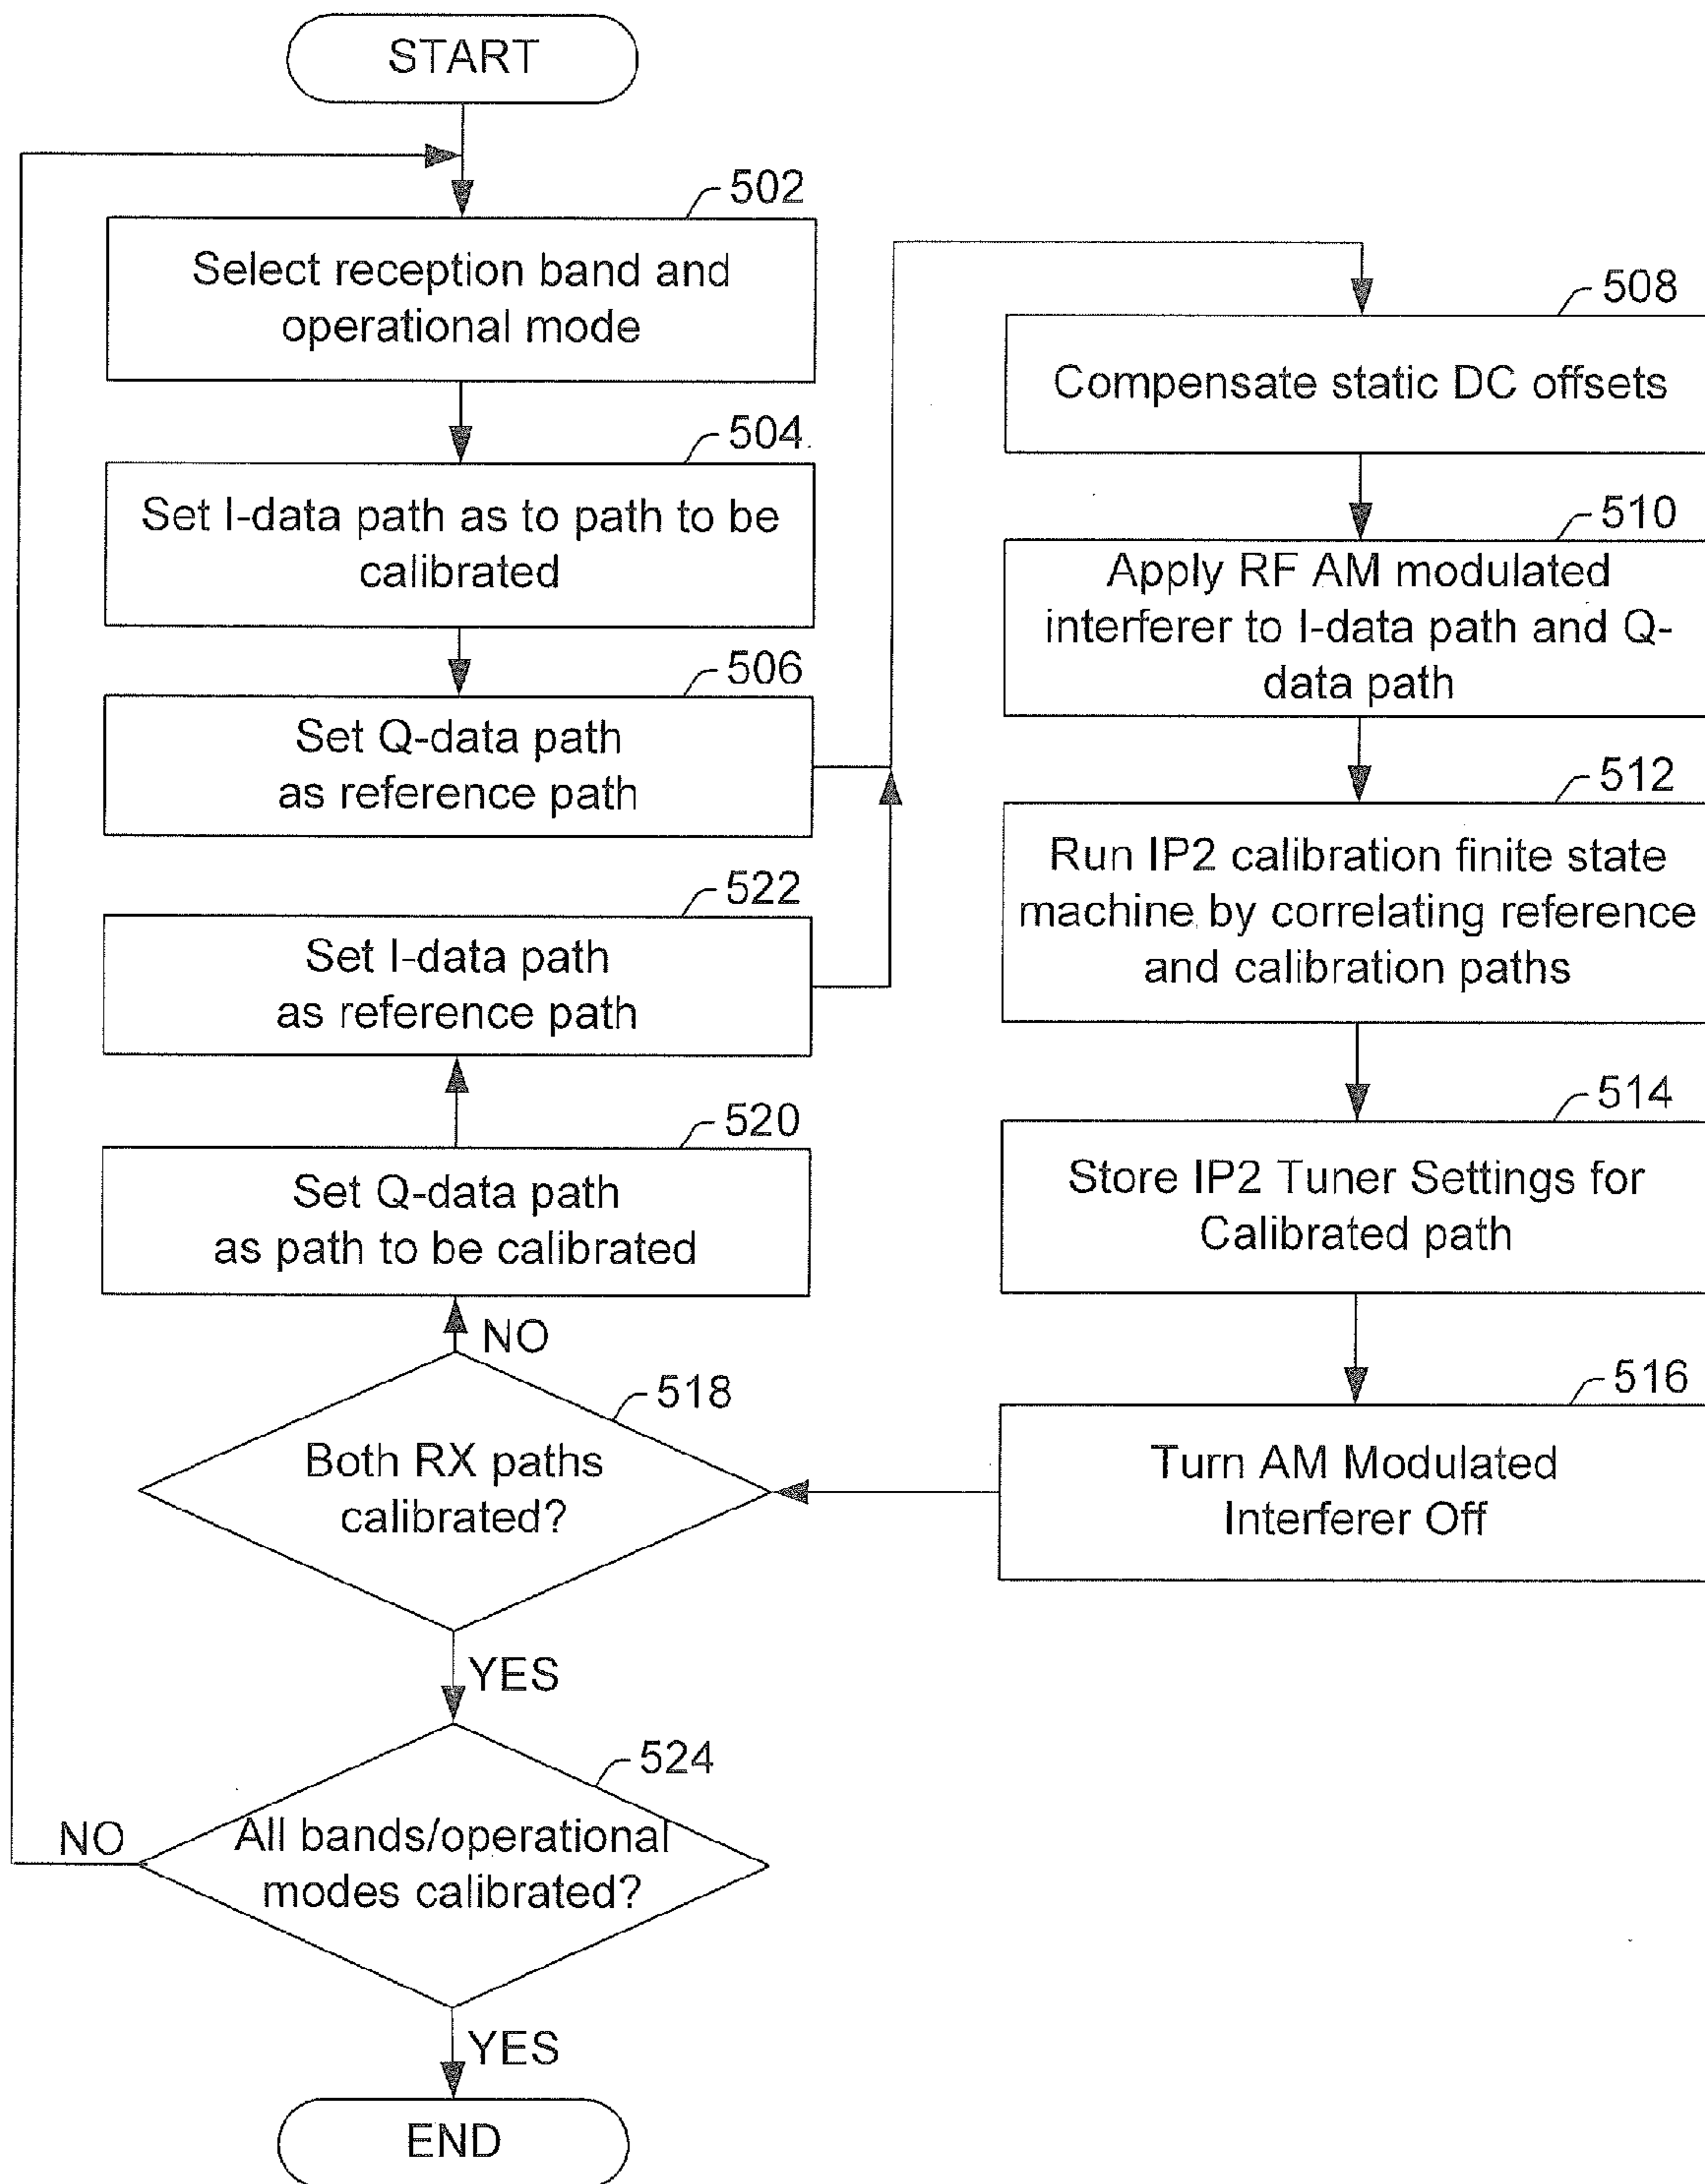 START
502
Select reception band and
operational mode
504
Set I-data path as to path to be
calibrated
506
Set Q-data path
as reference path
522
Set I-data path
as reference path
520
Set Q-data path
as path to be calibrated
NO
518
Both RX paths
calibrated?
YES
524
All bands/operational
modes calibrated?
NO
YES
END
508
Compensate static DC offsets
510
Apply RF AM modulated
interferer to I-data path and Q-
data path
512
Run IP2 calibration finite state
machine by correlating reference
and calibration paths
514
Store IP2 Tuner Settings for
Calibrated path
516
Turn AM Modulated
Interferer Off